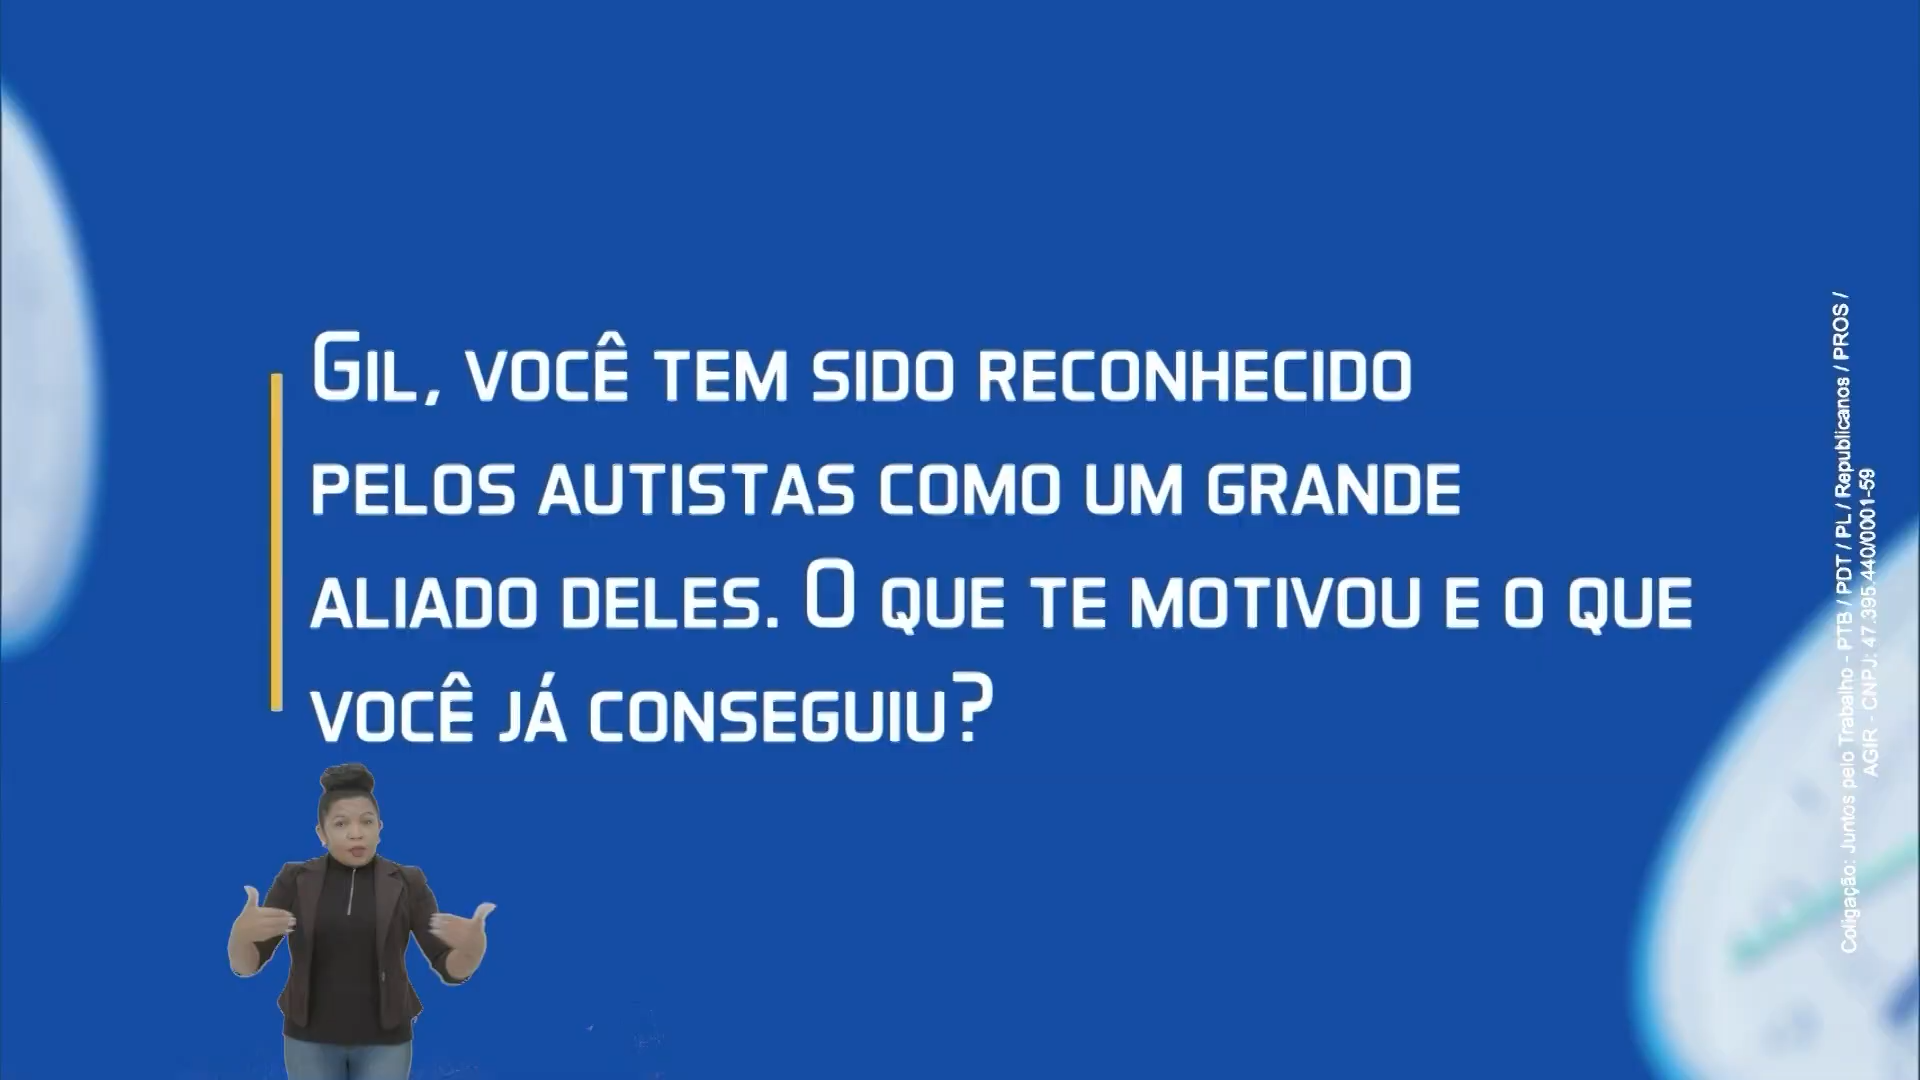 Gil, você tem sido reconhecido
pelos autistas como um grande
aliado deles. O que te motivou e o que
você já conseguiu?
Coligação: Juntos pelo Trabalho - PTB / PDT / PL / Republicanos / PROS /
AGIR - CNPJ: 47.395.440/0001-59